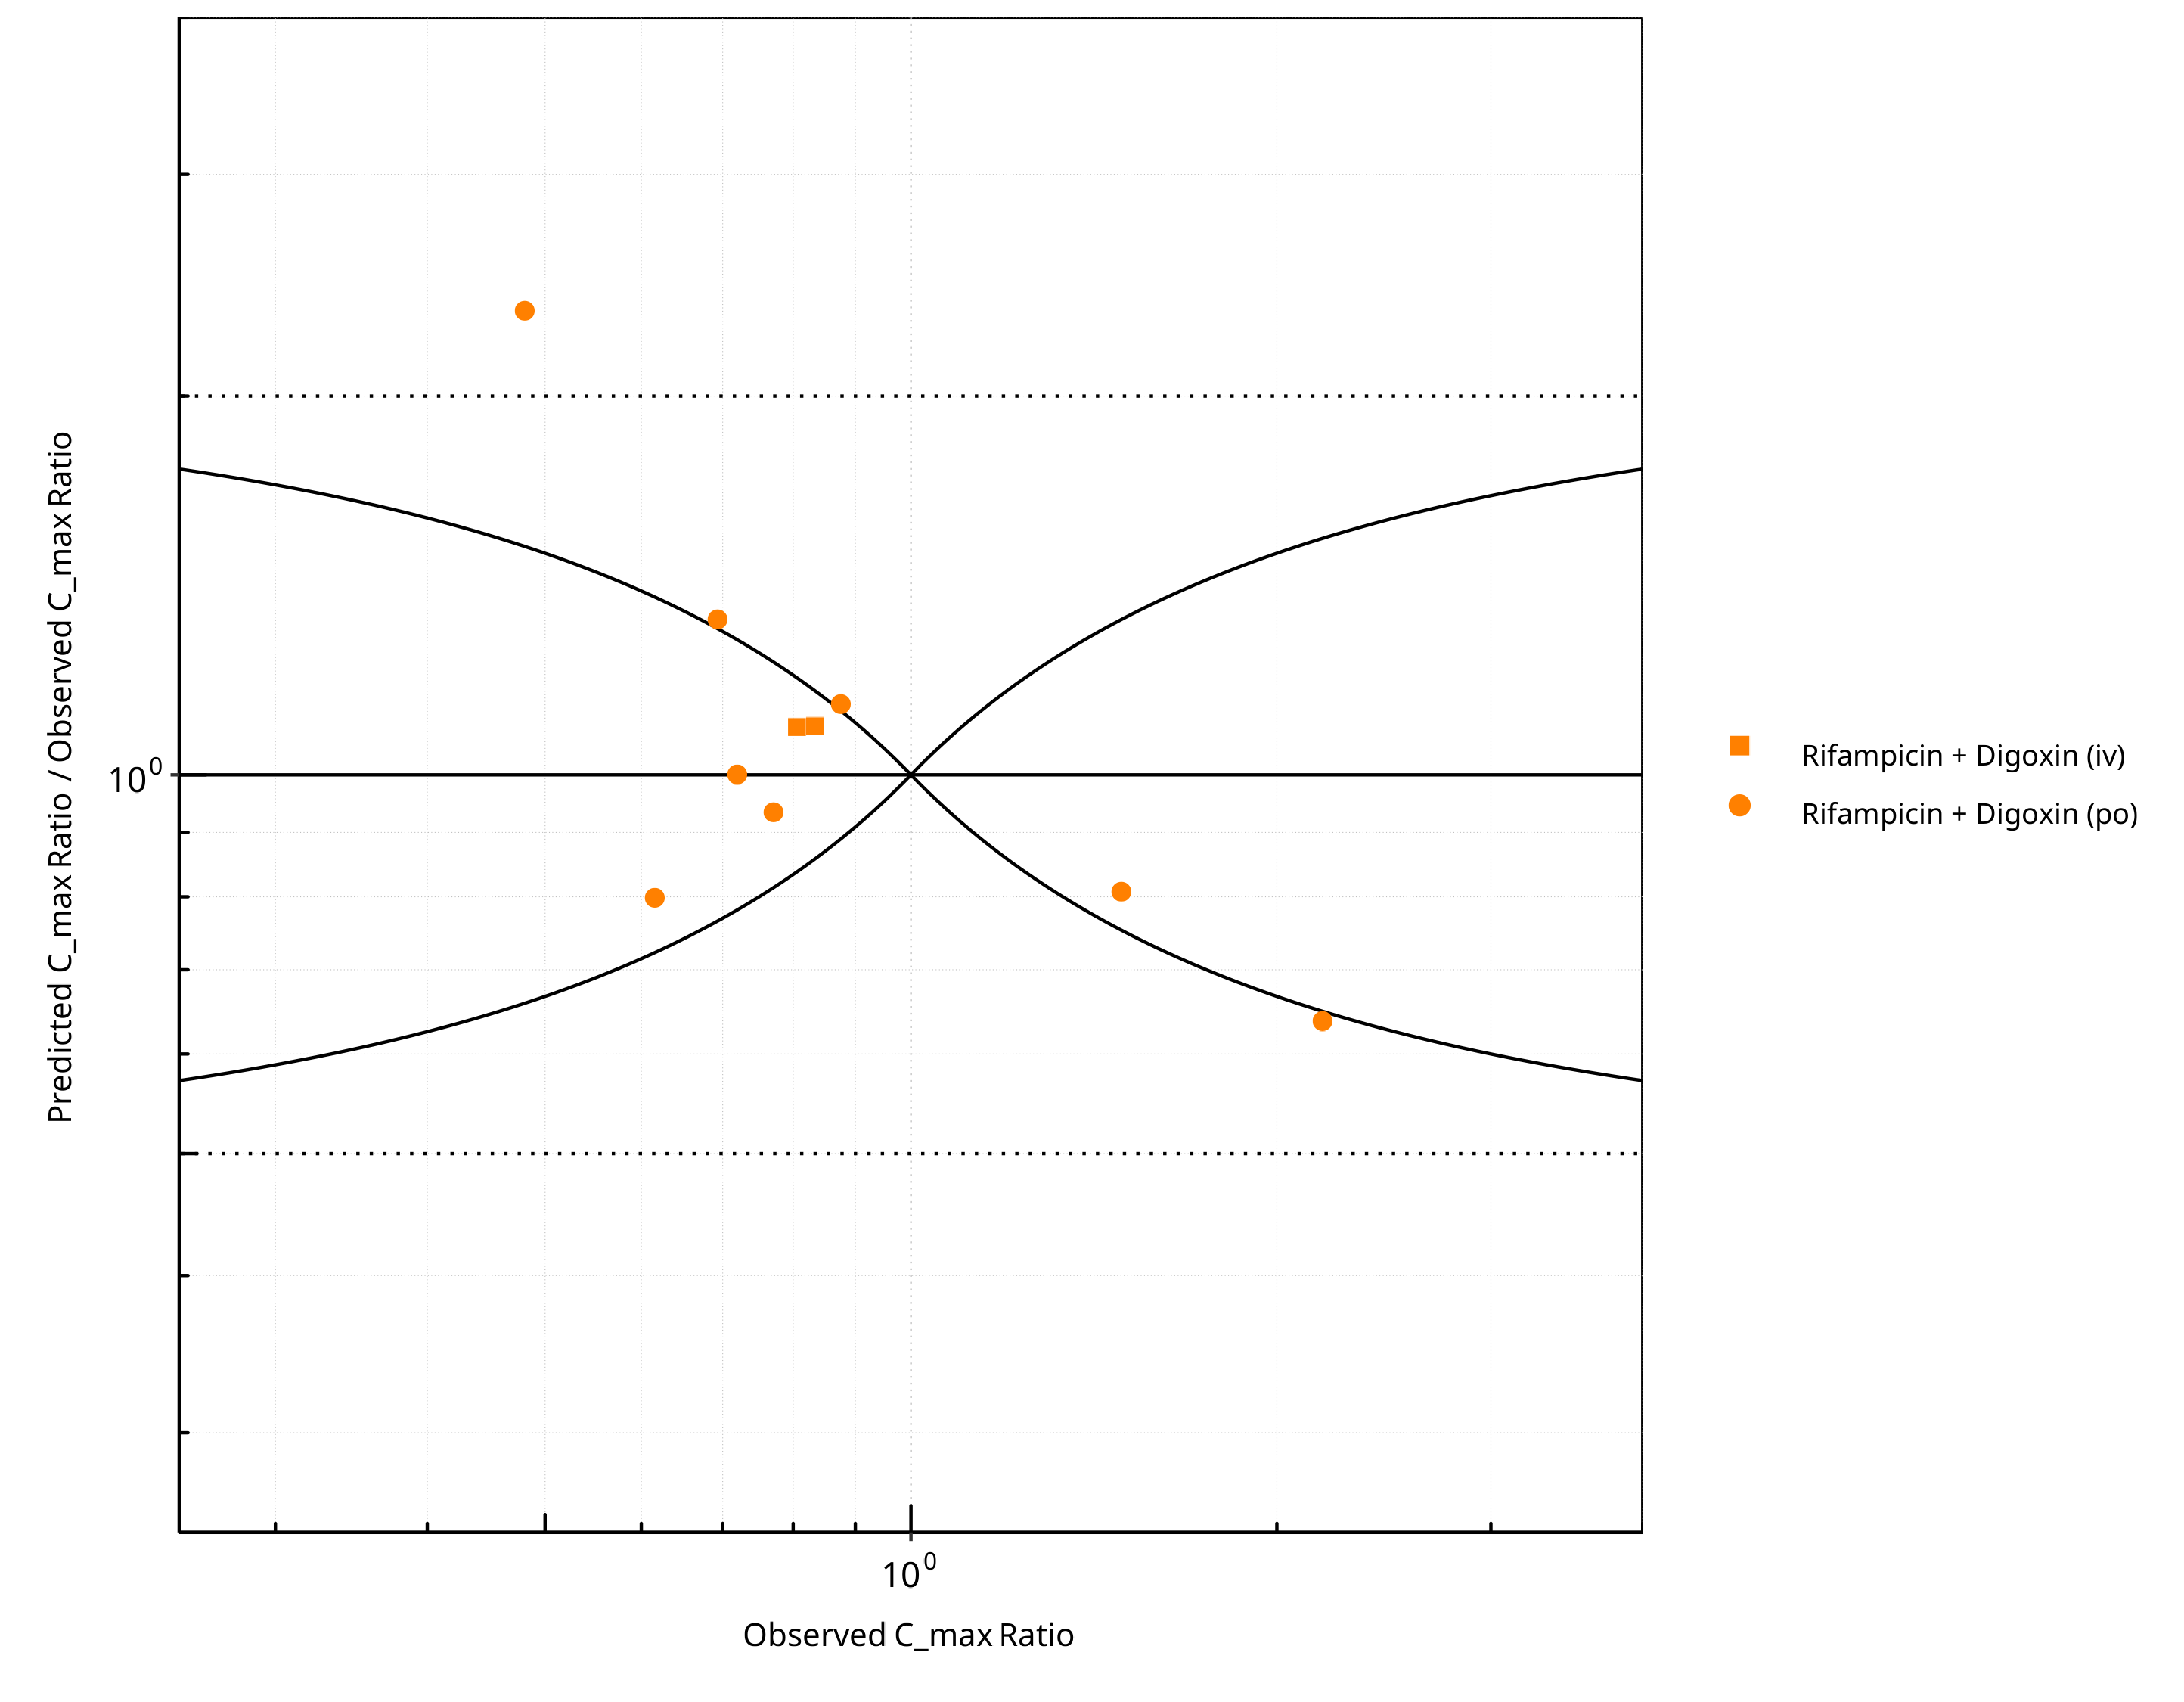 Predicted C_max Ratio / Observed C_max Ratio
10^0
10^0
Observed C_max Ratio
Rifampicin + Digoxin (iv)
Rifampicin + Digoxin (po)